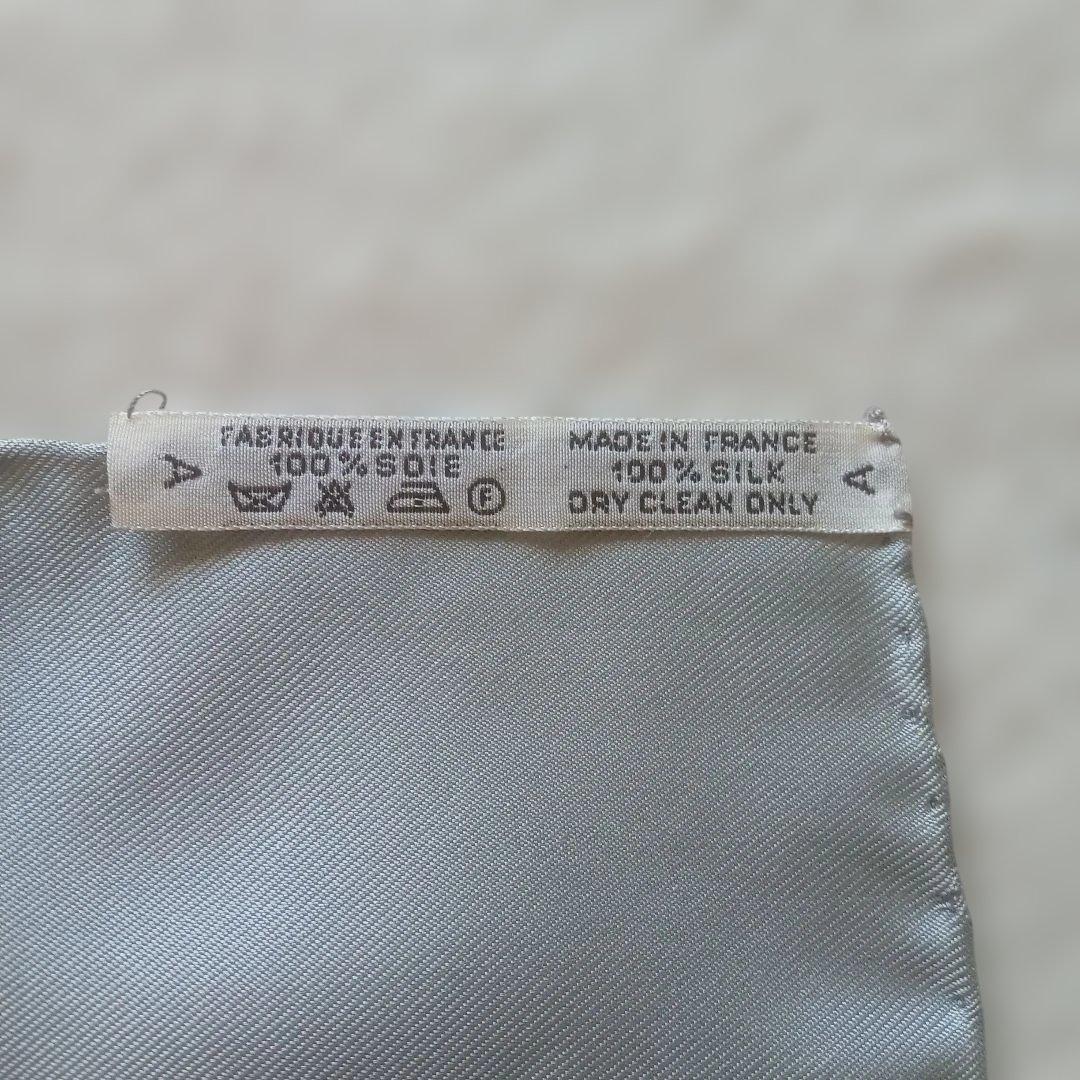 A
FABRIQUE EN FRANCE
100% SOIE
F
MADE IN FRANCE
100% SILK
DRY CLEAN ONLY
A